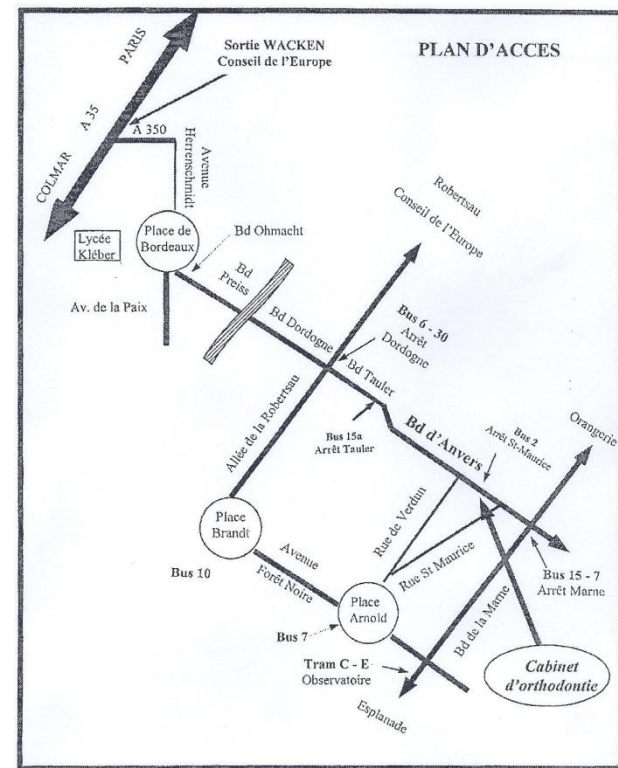 PLAN D'ACCES
PARIS
Sortie WACKEN
Conseil de l'Europe
A 35
A 350
COLMAR
Avenue
Herrenschmidt
Lycée
Kléber
Place de
Bordeaux
Bd Ohmacht
Av. de la Paix
Bd
Preiss
Robertsau
Conseil de l'Europe
Bd Dordogne
Bus 6 - 30
Arrêt
Dordogne
Bd Tauler
Allée de la Robertsau
Bus 15a
Arrêt Tauler
Bd d'Anvers
Bus 2
Arrêt St-Maurice
Orangerie
Place
Brandt
Bus 10
Avenue
Forêt Noire
Rue de Verdun
Rue St Maurice
Place
Arnold
Bus 7
Bus 15 - 7
Arrêt Marne
Bd de la Marne
Tram C - E
Observatoire
Esplanade
Cabinet
d'orthodontie